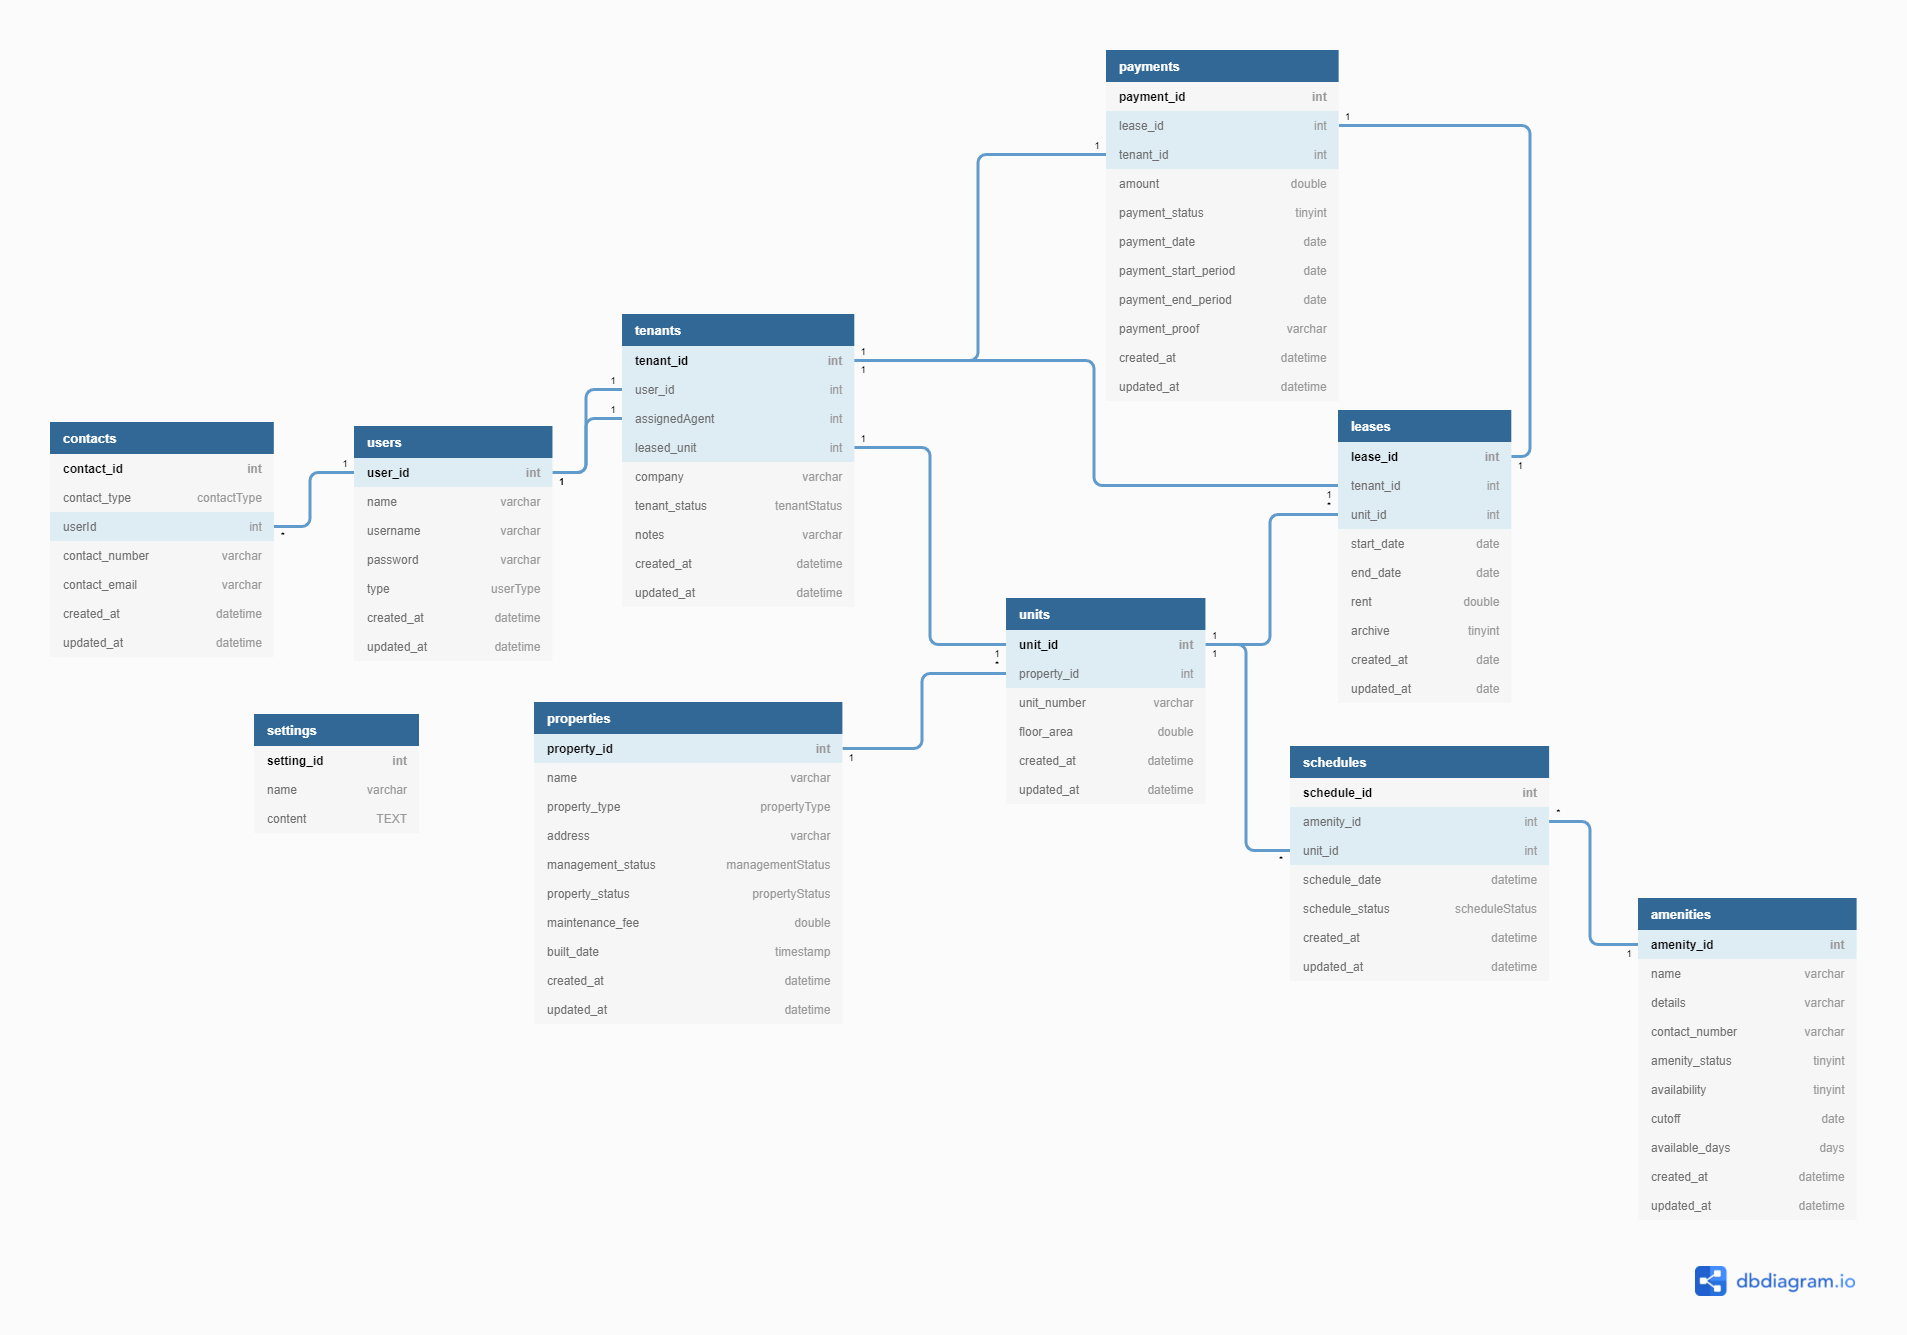 payments
payment_id int
lease_id int
tenant_id int
amount double
payment_status tinyint
payment_date date
payment_start_period date
payment_end_period date
payment_proof varchar
created_at datetime
updated_at datetime
1
1
tenants
tenant_id int
user_id int
assignedAgent int
leased_unit int
company varchar
tenant_status tenantStatus
notes varchar
created_at datetime
updated_at datetime
1
1
1
1
1
contacts
contact_id int
contact_type contactType
userId int
contact_number varchar
contact_email varchar
created_at datetime
updated_at datetime
*
users
user_id int
name varchar
username varchar
password varchar
type userType
created_at datetime
updated_at datetime
1
1
leases
lease_id int
tenant_id int
unit_id int
start_date date
end_date date
rent double
archive tinyint
created_at date
updated_at date
1
1
*
units
unit_id int
property_id int
unit_number varchar
floor_area double
created_at datetime
updated_at datetime
1
*
1
1
settings
setting_id int
name varchar
content TEXT
properties
property_id int
name varchar
property_type propertyType
address varchar
management_status managementStatus
property_status propertyStatus
maintenance_fee double
built_date timestamp
created_at datetime
updated_at datetime
1
schedules
schedule_id int
amenity_id int
unit_id int
schedule_date datetime
schedule_status scheduleStatus
created_at datetime
updated_at datetime
*
*
amenities
amenity_id int
name varchar
details varchar
contact_number varchar
amenity_status tinyint
availability tinyint
cutoff date
available_days days
created_at datetime
updated_at datetime
1
dbdiagram.io